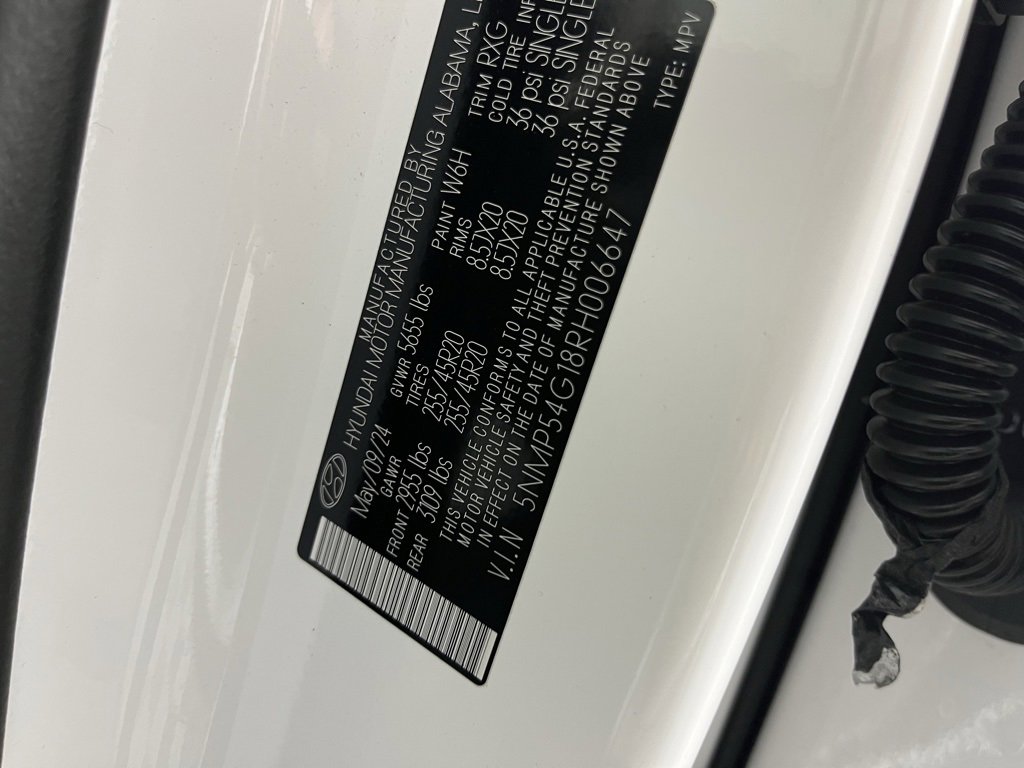 MANUFACTURED BY
HYUNDAI MOTOR MANUFACTURING ALABAMA,
May/09/24 GVWR 5655 lbs PAINT W6H TRIM RXG
GAWR TIRES RIMS COLD TIRE INF
FRONT 2955 lbs 255/45R20 8.5JX20 36 psi SINGLE
REAR 3109 lbs 255/45R20 8.5JX20 36 psi SINGLE
THIS VEHICLE CONFORMS TO ALL APPLICABLE U.S.A. FEDERAL
MOTOR VEHICLE SAFETY AND THEFT PREVENTION STANDARDS
IN EFFECT ON THE DATE OF MANUFACTURE SHOWN ABOVE
V.I.N 5NMP54G18RH006647 TYPE: MPV